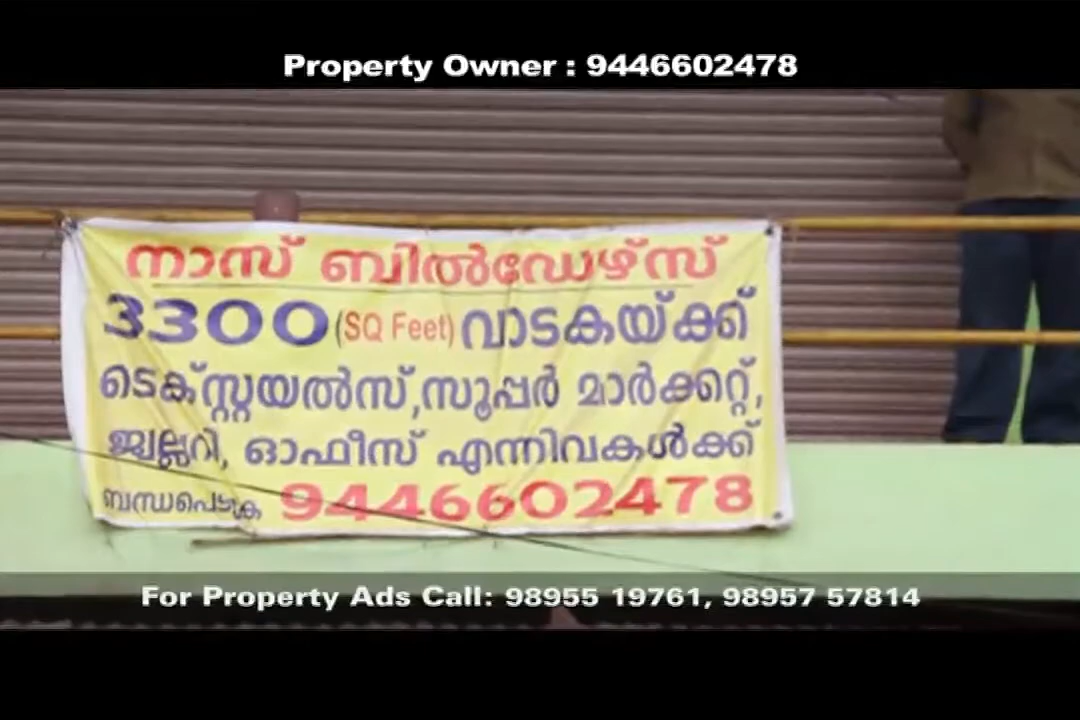 Property Owner : 9446602478
നാസ് ബിൽഡേഴ്സ്
3300 (SQ Feet) വാടകയ്ക്ക്
ടെക്സ്റ്റയൽസ്, സൂപ്പർ മാർക്കറ്റ്,
ജ്വല്ലറി, ഓഫീസ് എന്നിവകൾക്ക്
ബന്ധപെടുക 9446602478
For Property Ads Call: 98955 19761, 98957 57814